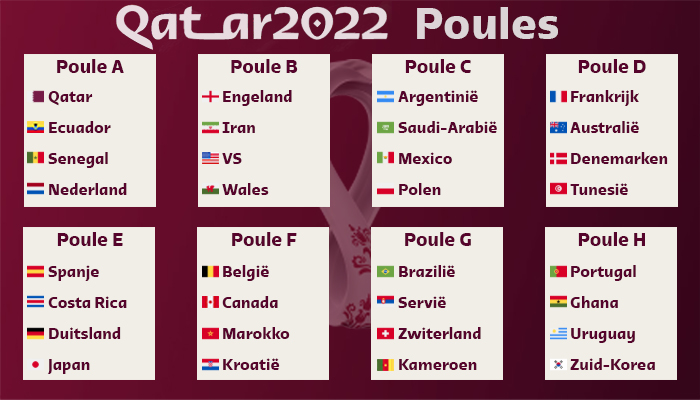 Qatar2022 Poules
Poule A
Qatar
Ecuador
Senegal
Nederland
Poule B
Engeland
Iran
VS
Wales
Poule C
Argentinië
Saudi-Arabië
Mexico
Polen
Poule D
Frankrijk
Australië
Denemarken
Tunesië
Poule E
Spanje
Costa Rica
Duitsland
Japan
Poule F
België
Canada
Marokko
Kroatië
Poule G
Brazilië
Servië
Zwiterland
Kameroen
Poule H
Portugal
Ghana
Uruguay
Zuid-Korea